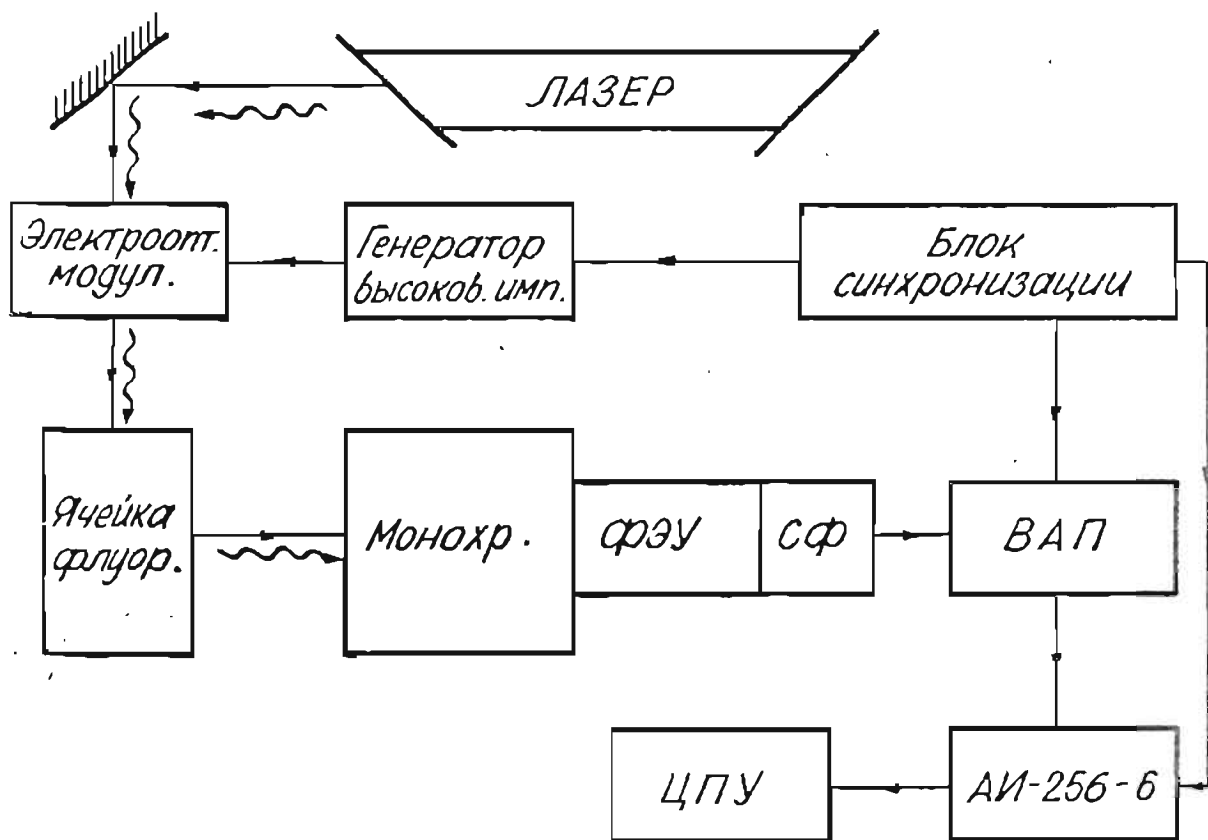 ЛАЗЕР
Электроопт.
модул.
Генератор
высоков. имп.
Блок
синхронизации
Ячейка
флуор.
Монохр.
ФЭУ
СФ
ВАП
ЦПУ
АИ-256-6